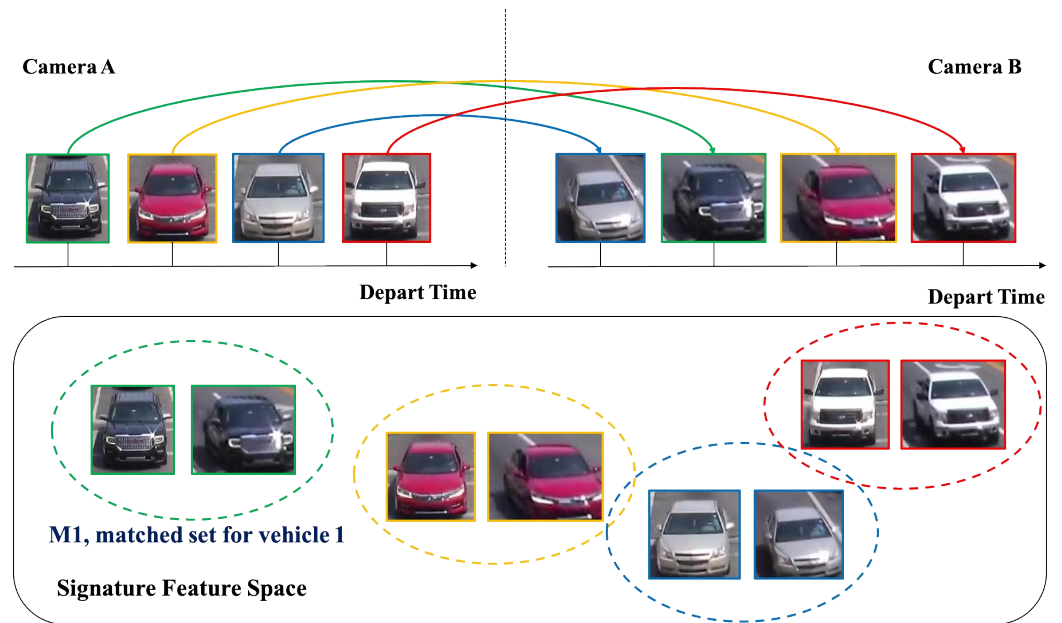 Camera A
Camera B
Depart Time
Depart Time
M1, matched set for vehicle 1
Signature Feature Space